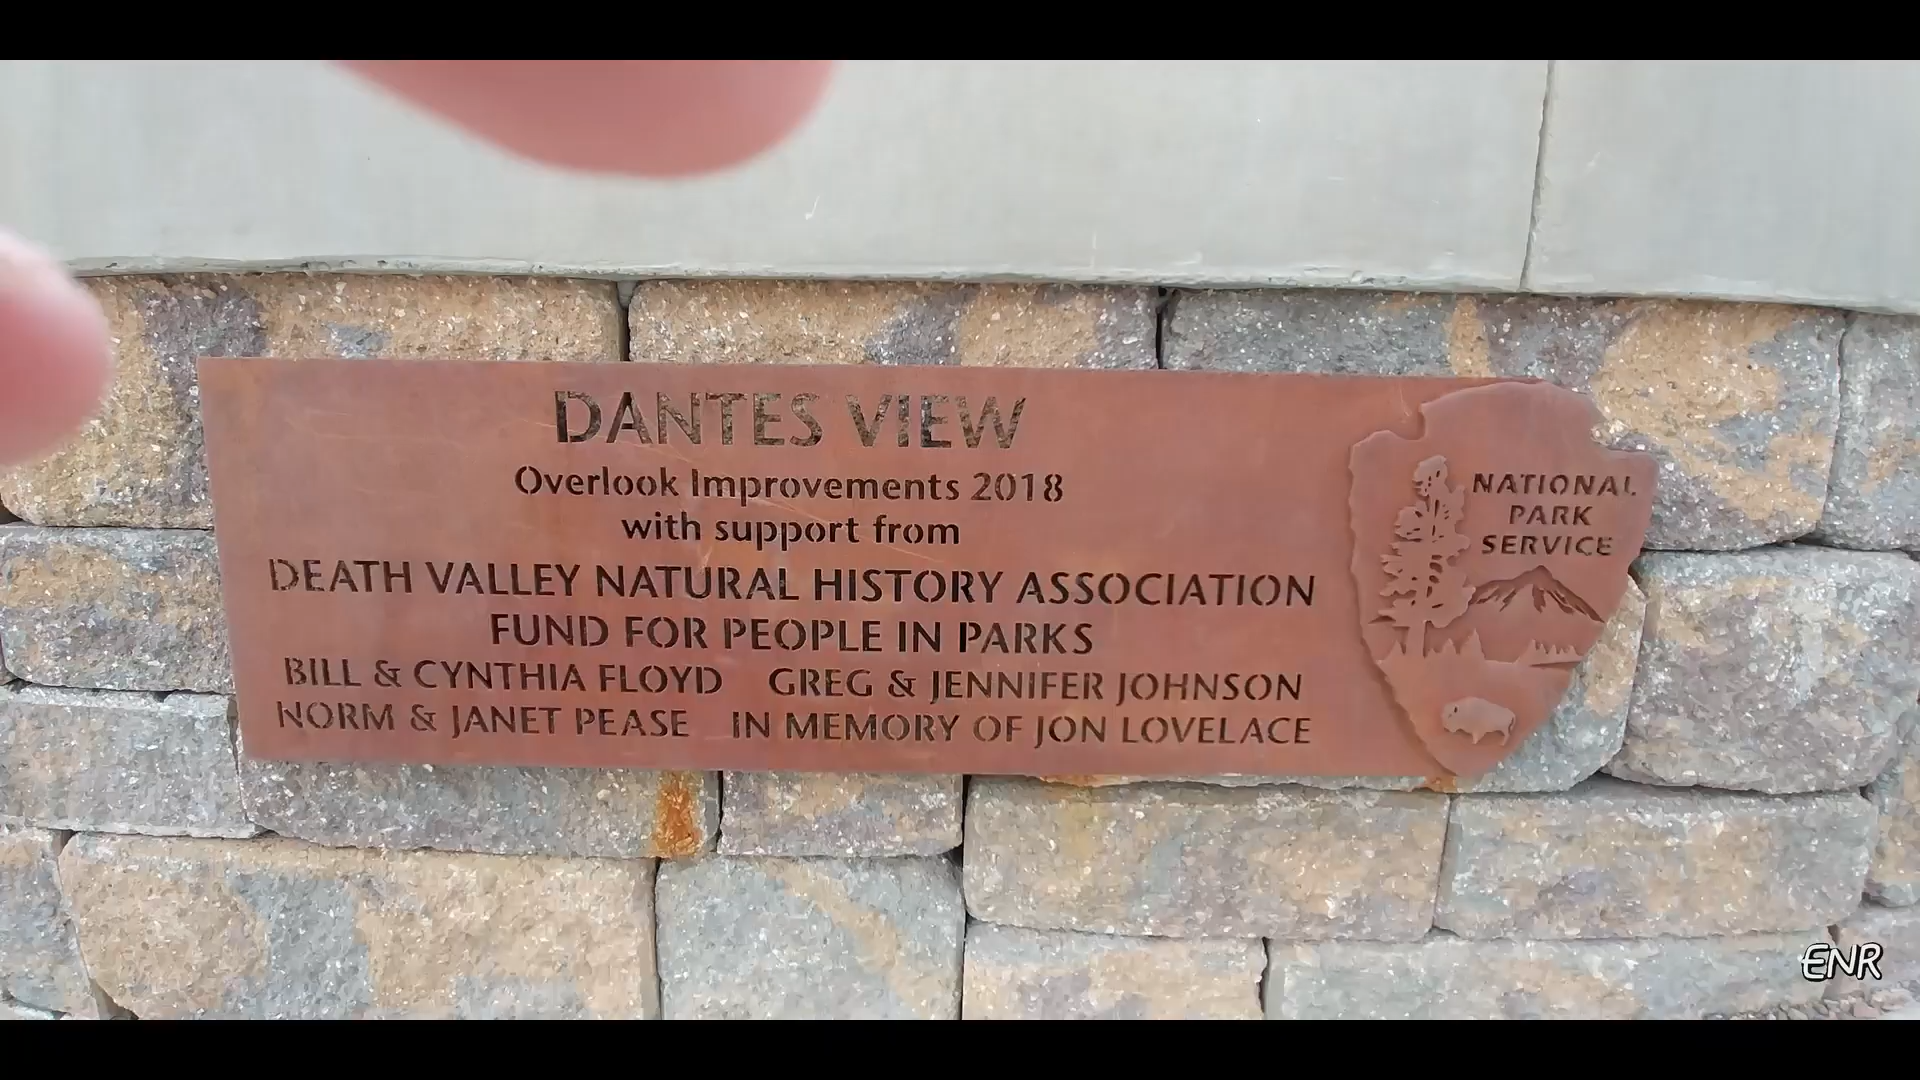 DANTES VIEW
Overlook Improvements 2018
with support from
DEATH VALLEY NATURAL HISTORY ASSOCIATION
FUND FOR PEOPLE IN PARKS
BILL & CYNTHIA FLOYD GREG & JENNIFER JOHNSON
NORM & JANET PEASE IN MEMORY OF JON LOVELACE
NATIONAL
PARK
SERVICE
ENR